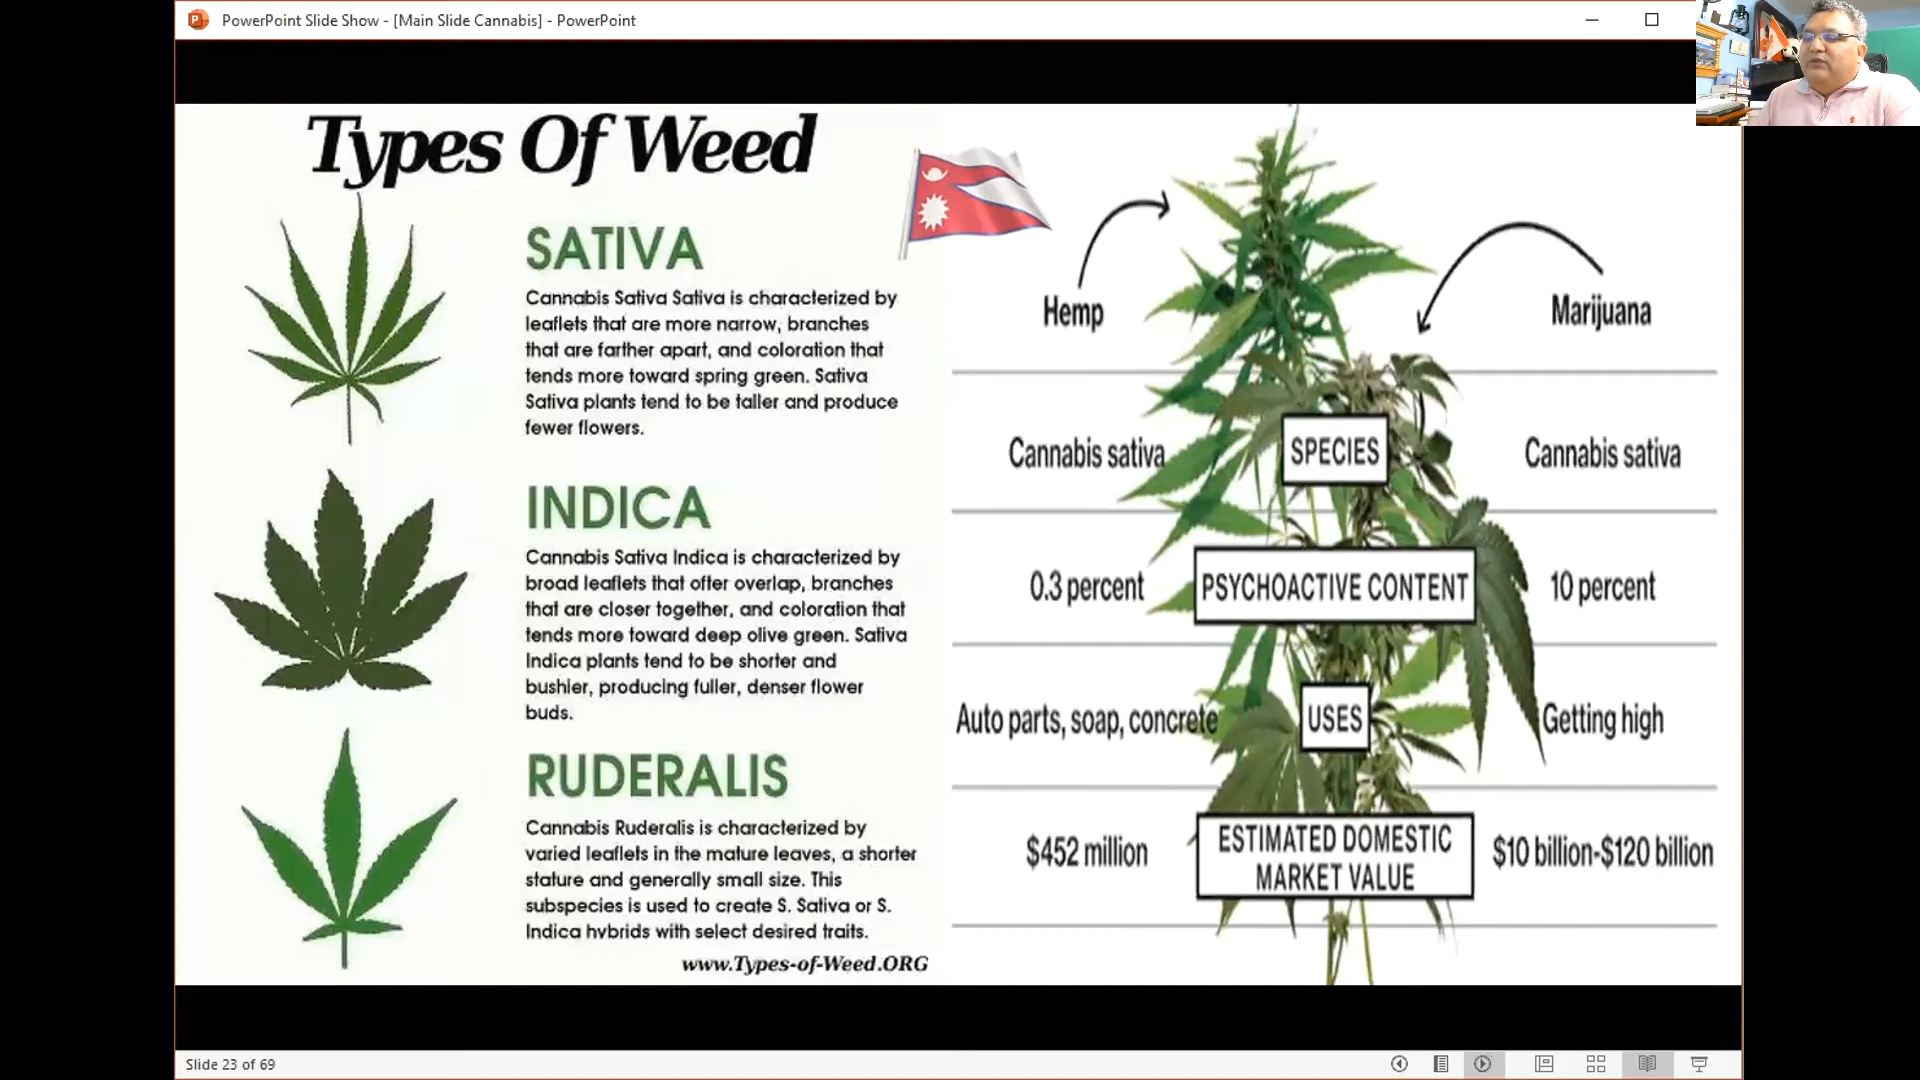 PowerPoint Slide Show - [Main Slide Cannabis] - PowerPoint
Types Of Weed
SATIVA
Cannabis Sativa Sativa is characterized by
leaflets that are more narrow, branches
that are farther apart, and coloration that
tends more toward spring green. Sativa
Sativa plants tend to be taller and produce
fewer flowers.
INDICA
Cannabis Sativa Indica is characterized by
broad leaflets that ofter overlap, branches
that are closer together, and coloration that
tends more toward deep olive green. Sativa
Indica plants tend to be shorter and
bushier, producing fuller, denser flower
buds.
RUDERALIS
Cannabis Ruderalis is characterized by
varied leaflets in the mature leaves, a shorter
stature and generally small size. This
subspecies is used to create S. Sativa or S.
Indica hybrids with select desired traits.
www.Types-of-Weed.ORG
Hemp
Marijuana
Cannabis sativa
SPECIES
Cannabis sativa
0.3 percent
PSYCHOACTIVE CONTENT
10 percent
Auto parts, soap, concrete
USES
Getting high
$452 million
ESTIMATED DOMESTIC
MARKET VALUE
$10 billion-$120 billion
Slide 23 of 69